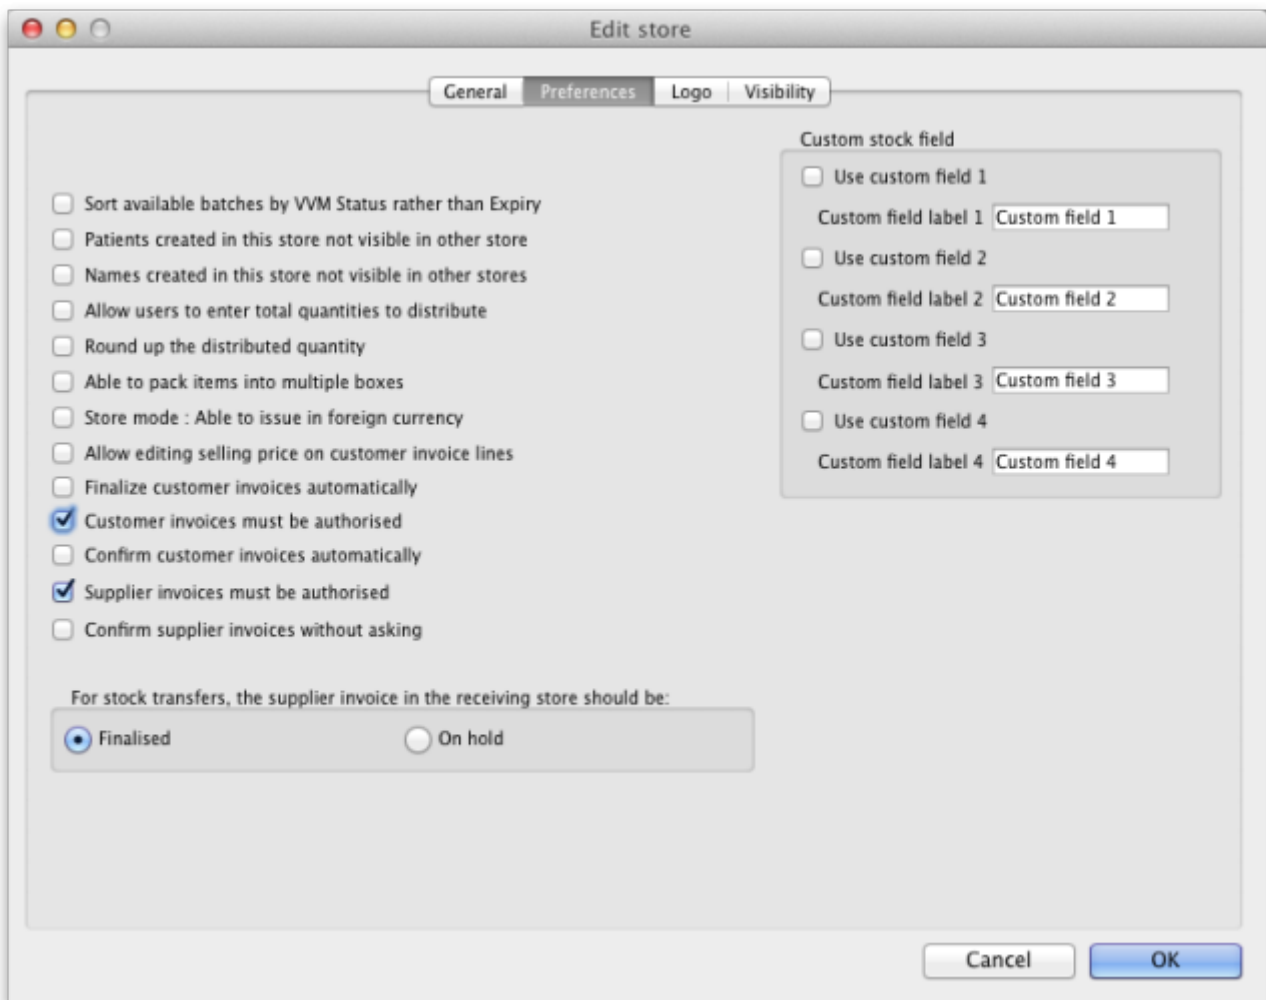 Edit store
General Preferences Logo Visibility
Sort available batches by VVM Status rather than Expiry
Patients created in this store not visible in other store
Names created in this store not visible in other stores
Allow users to enter total quantities to distribute
Round up the distributed quantity
Able to pack items into multiple boxes
Store mode : Able to issue in foreign currency
Allow editing selling price on customer invoice lines
Finalize customer invoices automatically
Customer invoices must be authorised
Confirm customer invoices automatically
Supplier invoices must be authorised
Confirm supplier invoices without asking
For stock transfers, the supplier invoice in the receiving store should be:
Finalised On hold
Custom stock field
Use custom field 1
Custom field label 1 Custom field 1
Use custom field 2
Custom field label 2 Custom field 2
Use custom field 3
Custom field label 3 Custom field 3
Use custom field 4
Custom field label 4 Custom field 4
Cancel OK